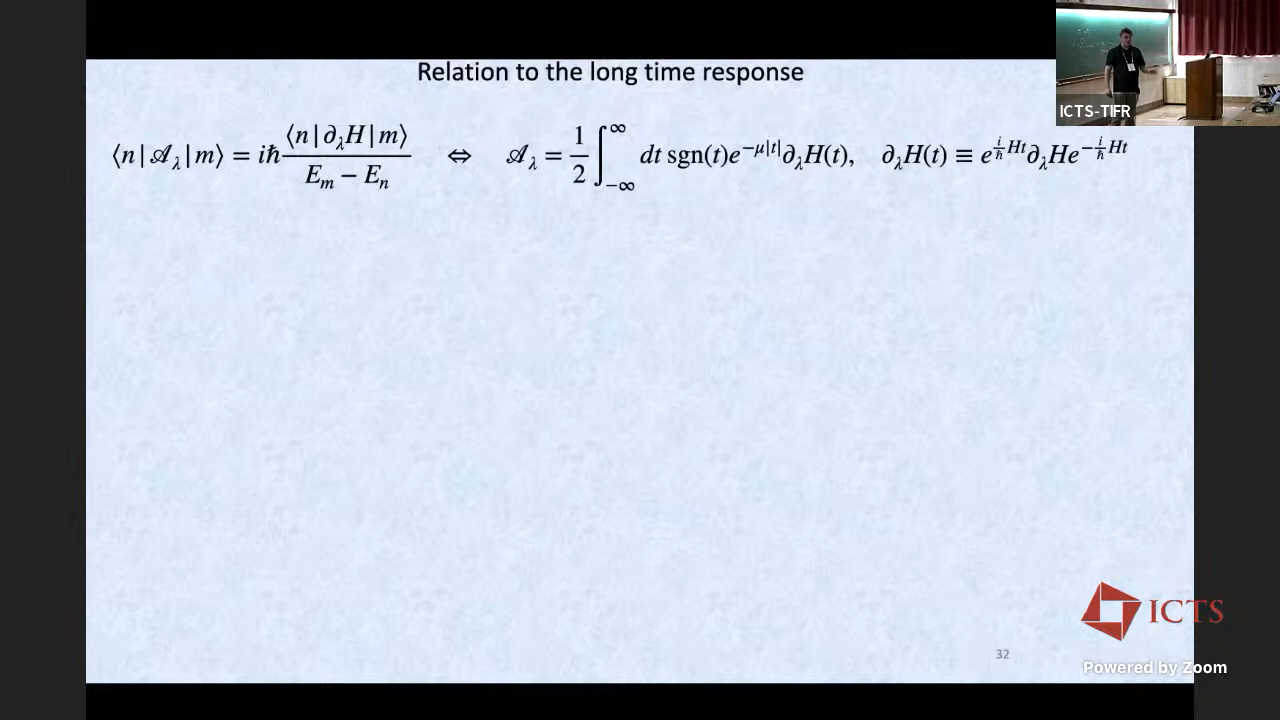 Relation to the long time response
⟨n|𝒜_λ|m⟩ = iℏ ⟨n|∂_λH|m⟩ / (E_m − E_n) ⇔ 𝒜_λ = 1/2 ∫_{−∞}^{∞} dt sgn(t)e^{−μ|t|}∂_λH(t), ∂_λH(t) ≡ e^{(i/ℏ)Ht}∂_λHe^{−(i/ℏ)Ht}
ICTS-TIFR
32
ICTS
Powered by Zoom